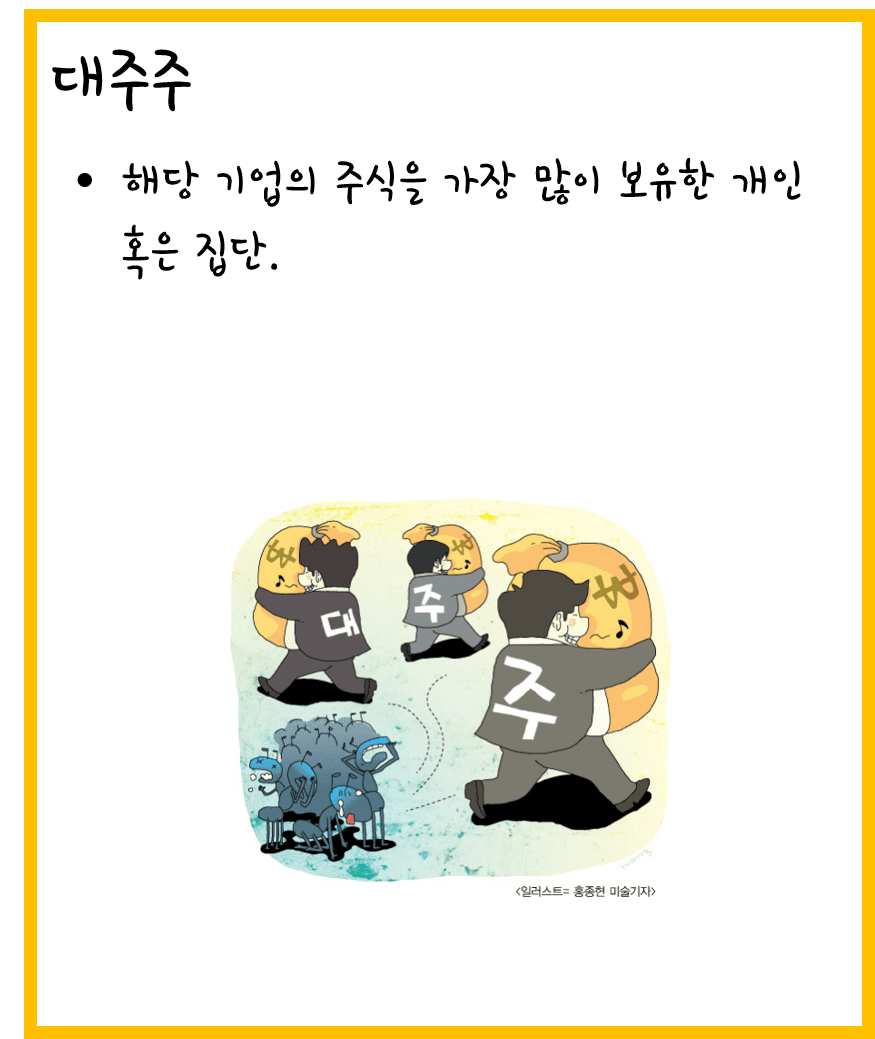 대주주
• 해당 기업의 주식을 가장 많이 보유한 개인
혹은 집단.
대
주
주
<일러스트= 홍종현 미술기자>